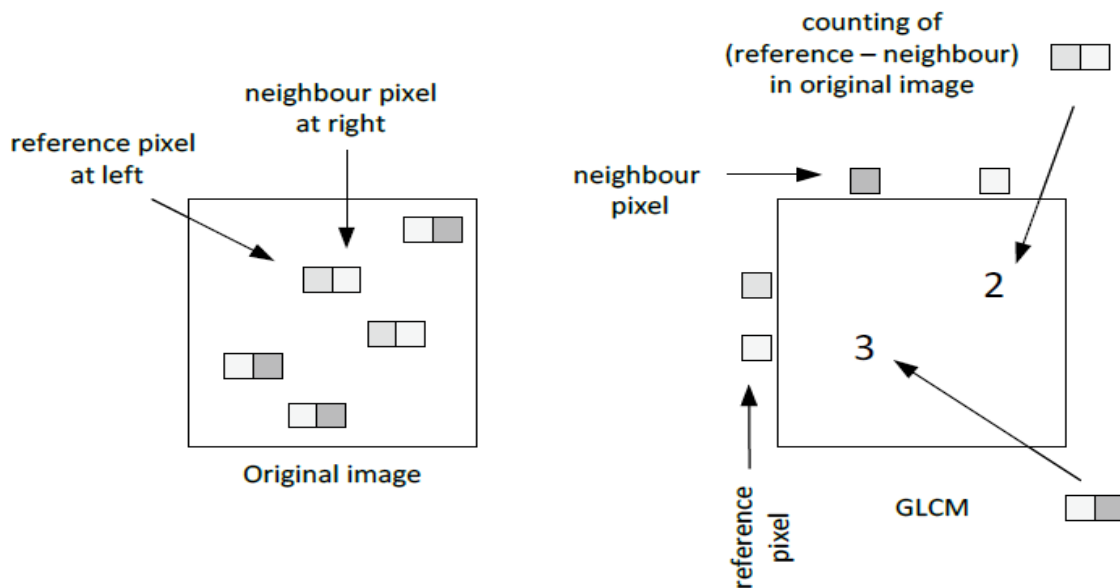 neighbour pixel
at right
reference pixel
at left
Original image
counting of
(reference – neighbour)
in original image
neighbour
pixel
2
3
reference
pixel
GLCM